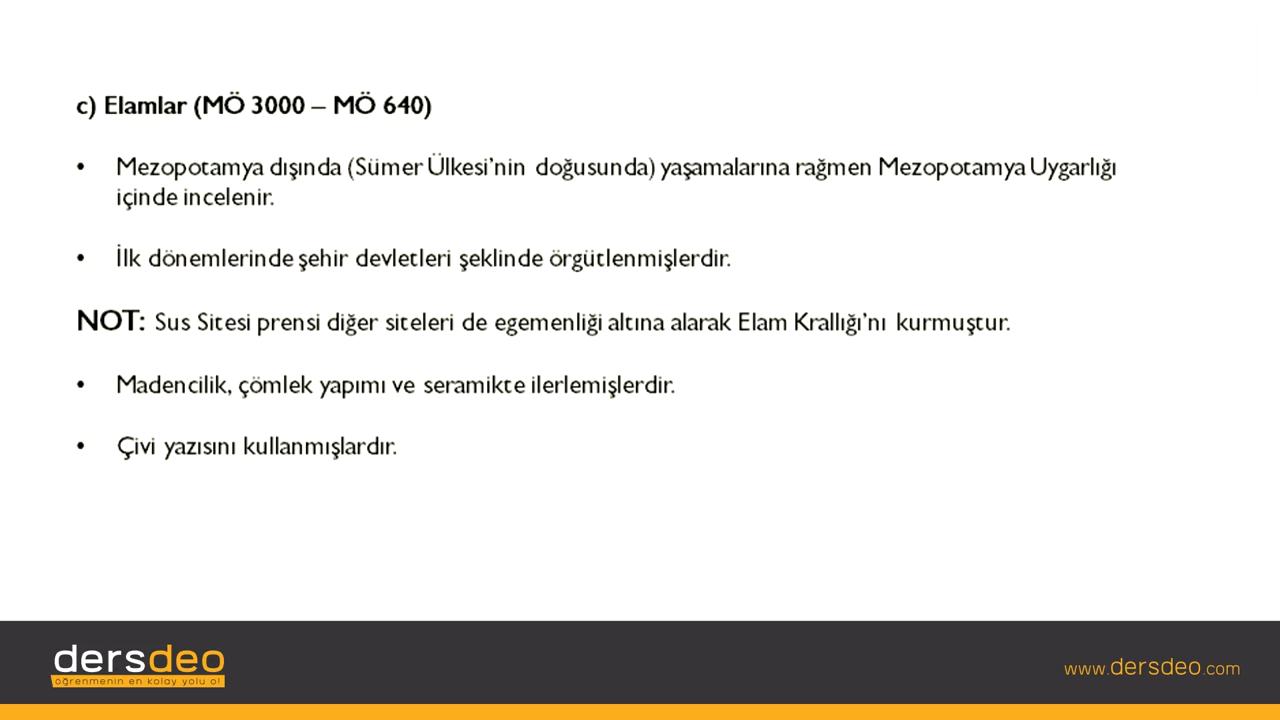 c) Elamlar (MÖ 3000 – MÖ 640)
• Mezopotamya dışında (Sümer Ülkesi'nin doğusunda) yaşamalarına rağmen Mezopotamya Uygarlığı
içinde incelenir.
• İlk dönemlerinde şehir devletleri şeklinde örgütlenmişlerdir.
NOT: Sus Sitesi prensi diğer siteleri de egemenliği altına alarak Elam Krallığı'nı kurmuştur.
• Madencilik, çömlek yapımı ve seramikte ilerlemişlerdir.
• Çivi yazısını kullanmışlardır.
dersdeo
öğrenmenin en kolay yolu o!
www.dersdeo.com